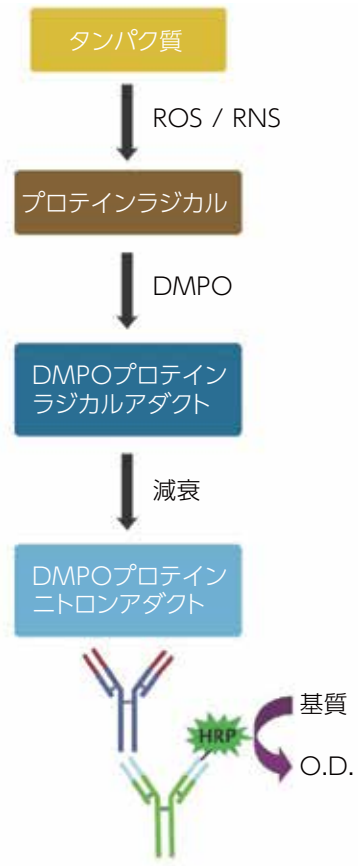 タンパク質
ROS / RNS
プロテインラジカル
DMPO
DMPOプロテイン
ラジカルアダクト
減衰
DMPOプロテイン
ニトロンアダクト
基質
HRP
O.D.